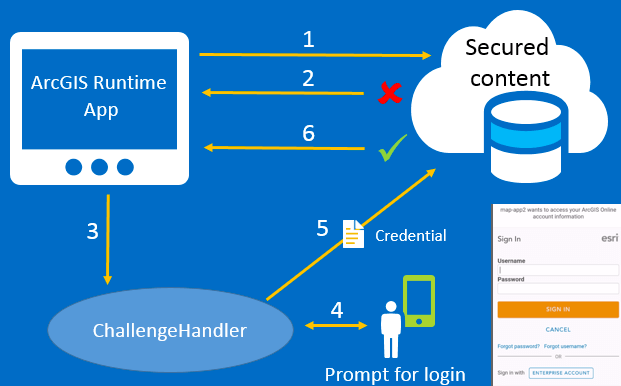 1
Secured
content
ArcGIS Runtime
App
2
6
3
5
Credential
ChallengeHandler
4
Prompt for login
map-app2 wants to access your ArcGIS Online
account information
Sign In
esri
Username
Password
SIGN IN
CANCEL
Forgot password? Forgot username?
OR
Sign in with ENTERPRISE ACCOUNT